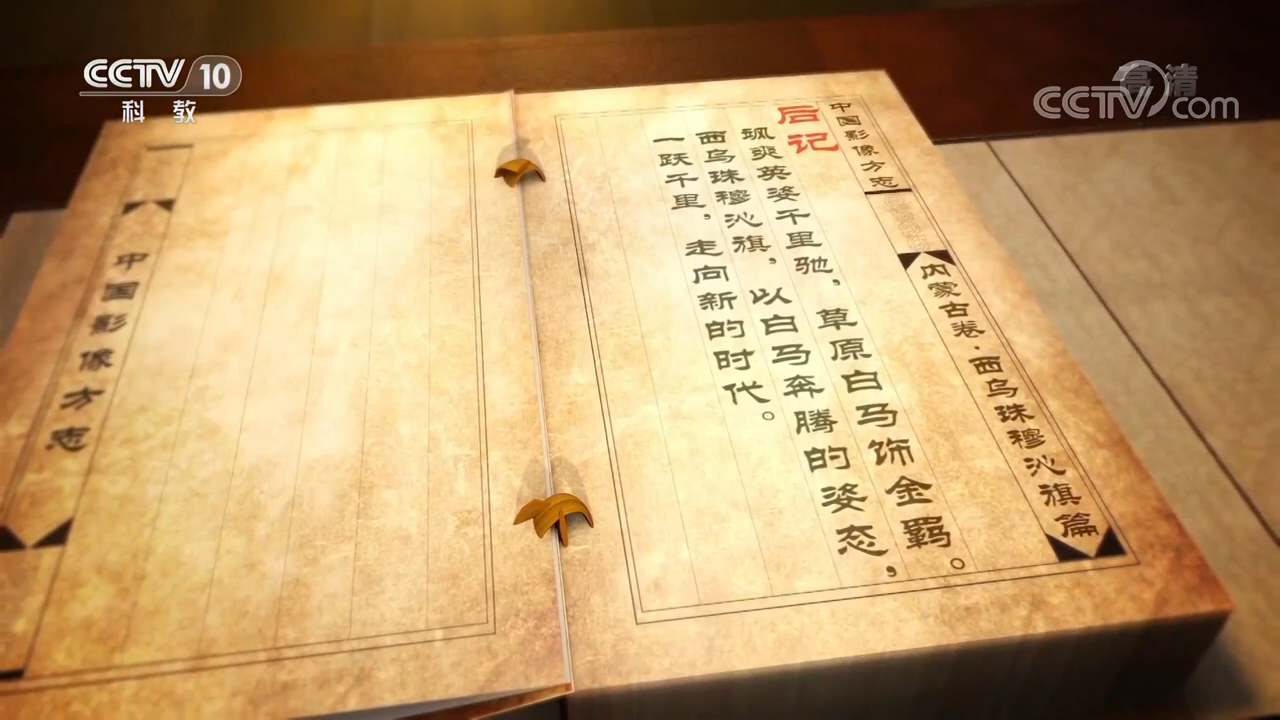 CCTV 10
科教
高清
CCTV.com
中国影像方志
内蒙古卷·西乌珠穆沁旗篇
后记
飒爽英姿千里驰，草原白马饰金羁。
西乌珠穆沁旗，以白马奔腾的姿态，
一跃千里，走向新的时代。
中国影像方志